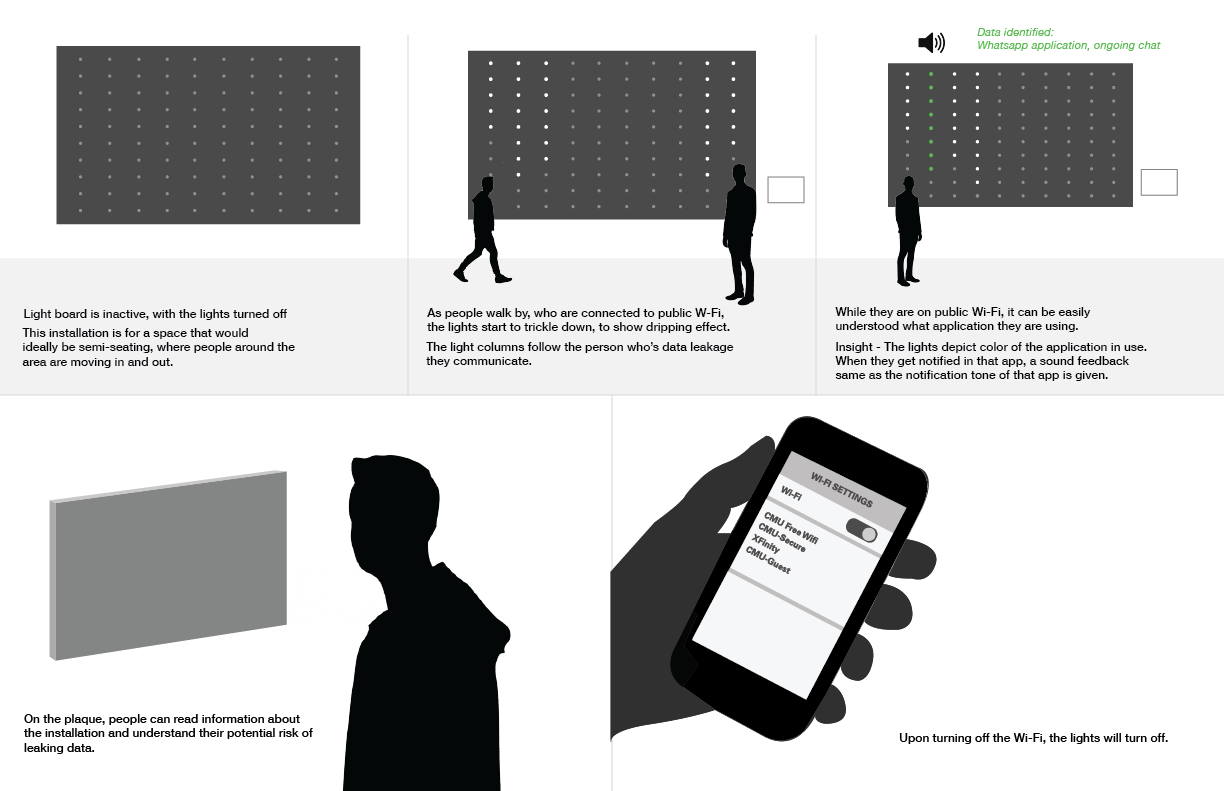 Data identified:
Whatsapp application, ongoing chat
Light board is inactive, with the lights turned off
This installation is for a space that would
ideally be semi-seating, where people around the
area are moving in and out.
As people walk by, who are connected to public W-Fi,
the lights start to trickle down, to show dripping effect.
The light columns follow the person who's data leakage
they communicate.
While they are on public Wi-Fi, it can be easily
understood what application they are using.
Insight - The lights depict color of the application in use.
When they get notified in that app, a sound feedback
same as the notification tone of that app is given.
On the plaque, people can read information about
the installation and understand their potential risk of
leaking data.
WI-FI SETTINGS
WI-FI
CMU Free Wifi
CMU-Secure
XFinity
CMU-Guest
Upon turning off the Wi-Fi, the lights will turn off.